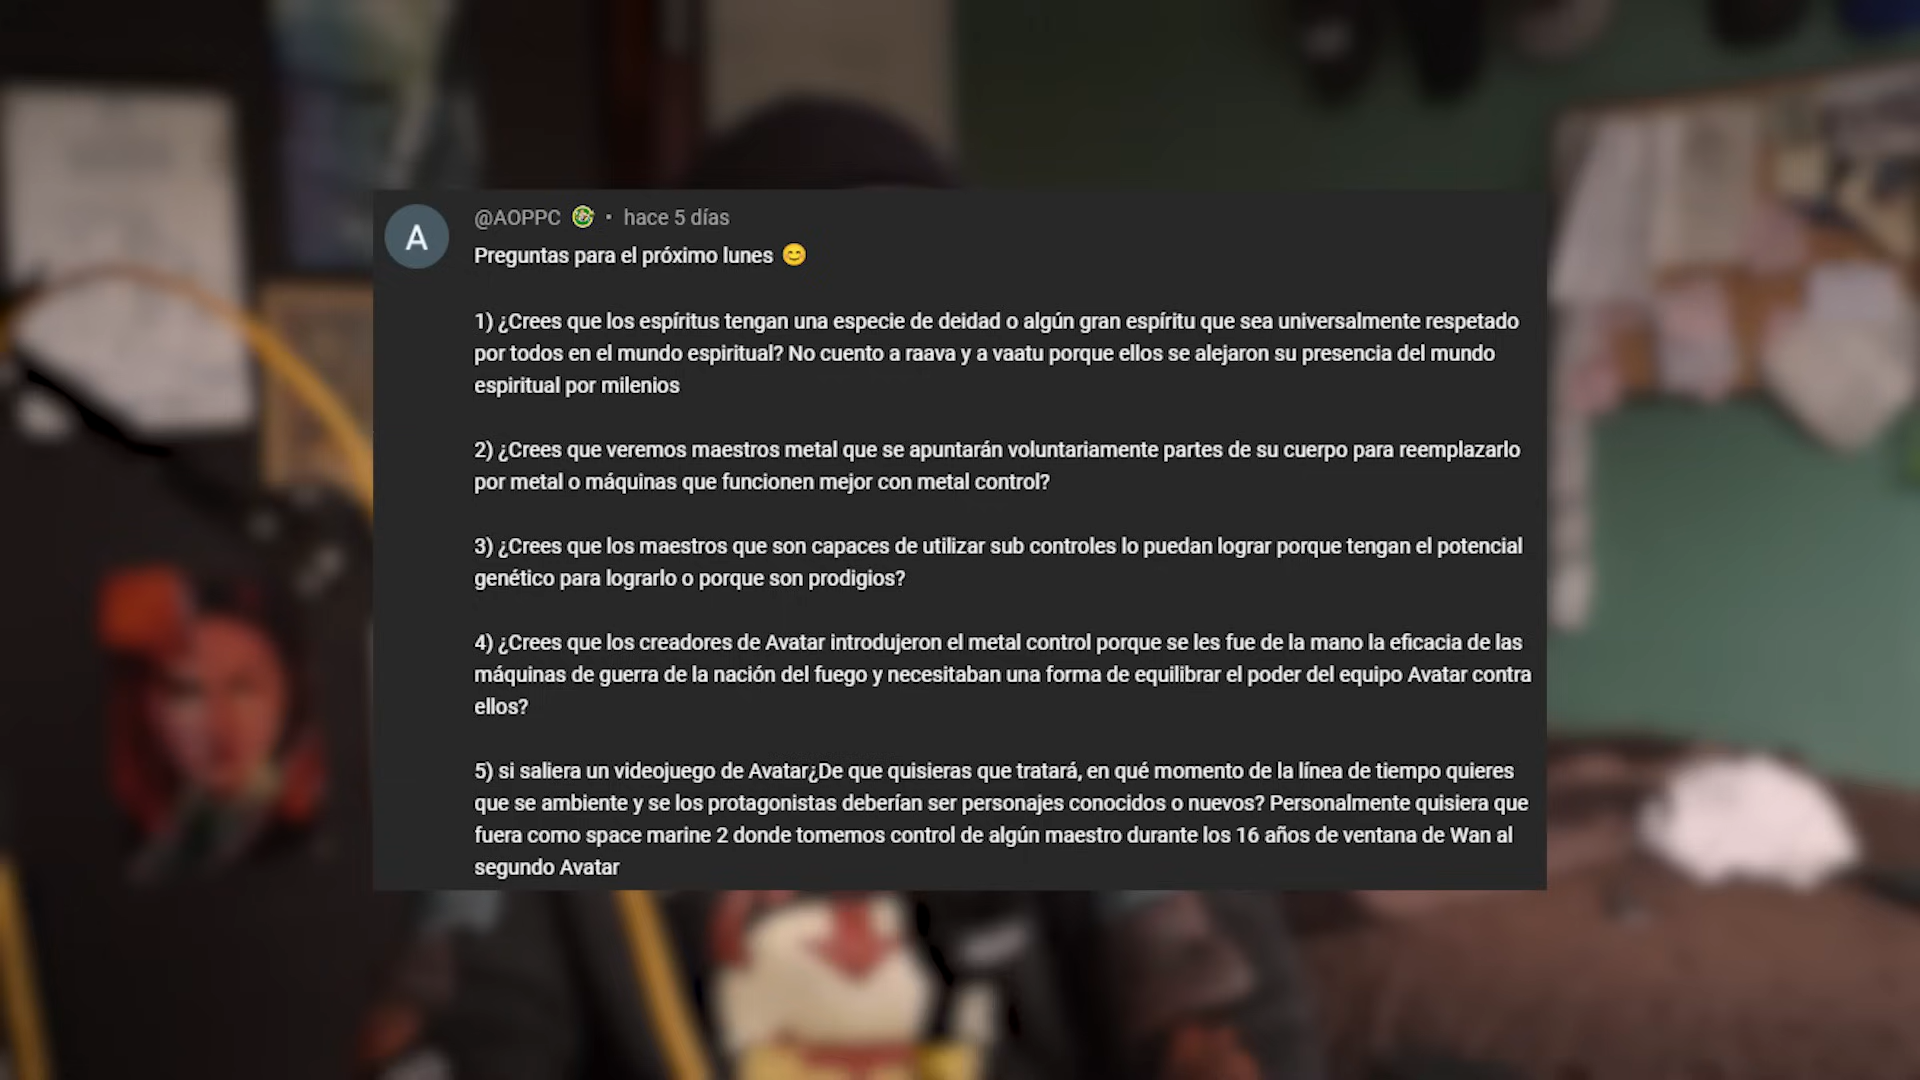 A
@AOPPC • hace 5 días
Preguntas para el próximo lunes 😊
1) ¿Crees que los espíritus tengan una especie de deidad o algún gran espíritu que sea universalmente respetado
por todos en el mundo espiritual? No cuento a raava y a vaatu porque ellos se alejaron su presencia del mundo
espiritual por milenios
2) ¿Crees que veremos maestros metal que se apuntarán voluntariamente partes de su cuerpo para reemplazarlo
por metal o máquinas que funcionen mejor con metal control?
3) ¿Crees que los maestros que son capaces de utilizar sub controles lo puedan lograr porque tengan el potencial
genético para lograrlo o porque son prodigios?
4) ¿Crees que los creadores de Avatar introdujeron el metal control porque se les fue de la mano la eficacia de las
máquinas de guerra de la nación del fuego y necesitaban una forma de equilibrar el poder del equipo Avatar contra
ellos?
5) si saliera un videojuego de Avatar¿De que quisieras que tratará, en qué momento de la línea de tiempo quieres
que se ambiente y se los protagonistas deberían ser personajes conocidos o nuevos? Personalmente quisiera que
fuera como space marine 2 donde tomemos control de algún maestro durante los 16 años de ventana de Wan al
segundo Avatar